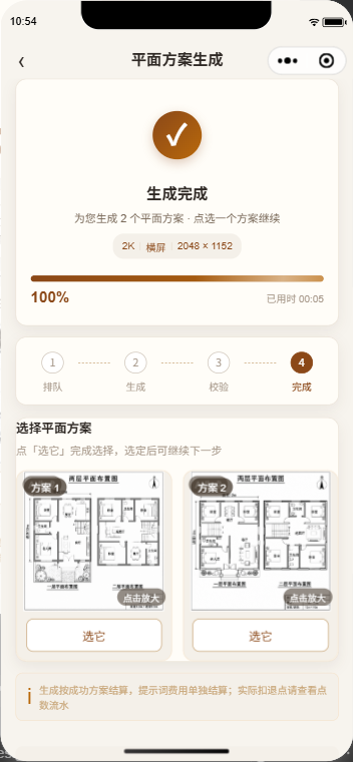 10:54
平面方案生成
生成完成
为您生成 2 个平面方案 · 点选一个方案继续
2K 横屏 2048 × 1152
100%
已用时 00:05
1 2 3 4
排队 生成 校验 完成
选择平面方案
点「选它」完成选择，选定后可继续下一步
两层平面布置图
方案 1
点击放大
选它
两层平面布置图
方案 2
点击放大
选它
生成按成功方案结算，提示词费用单独结算；实际扣退点请查看点
数流水